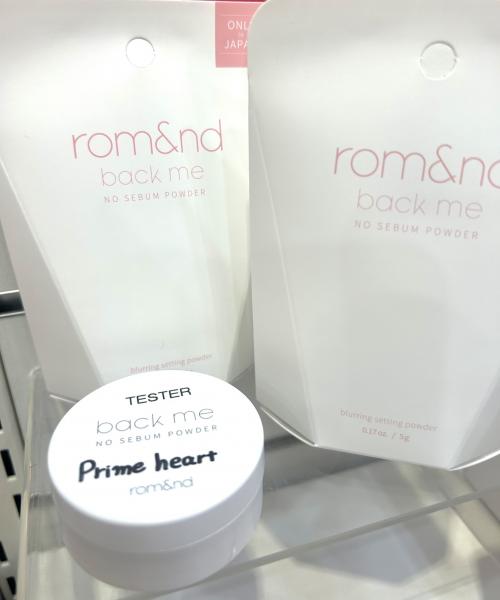 ONLY
JAPA
rom&nd
back me
NO SEBUM POWDER
blurring setting powder
rom&nd
back me
NO SEBUM POWDER
blurring setting powder
0.17oz. / 5g
TESTER
back me
NO SEBUM POWDER
Prime heart
rom&nd